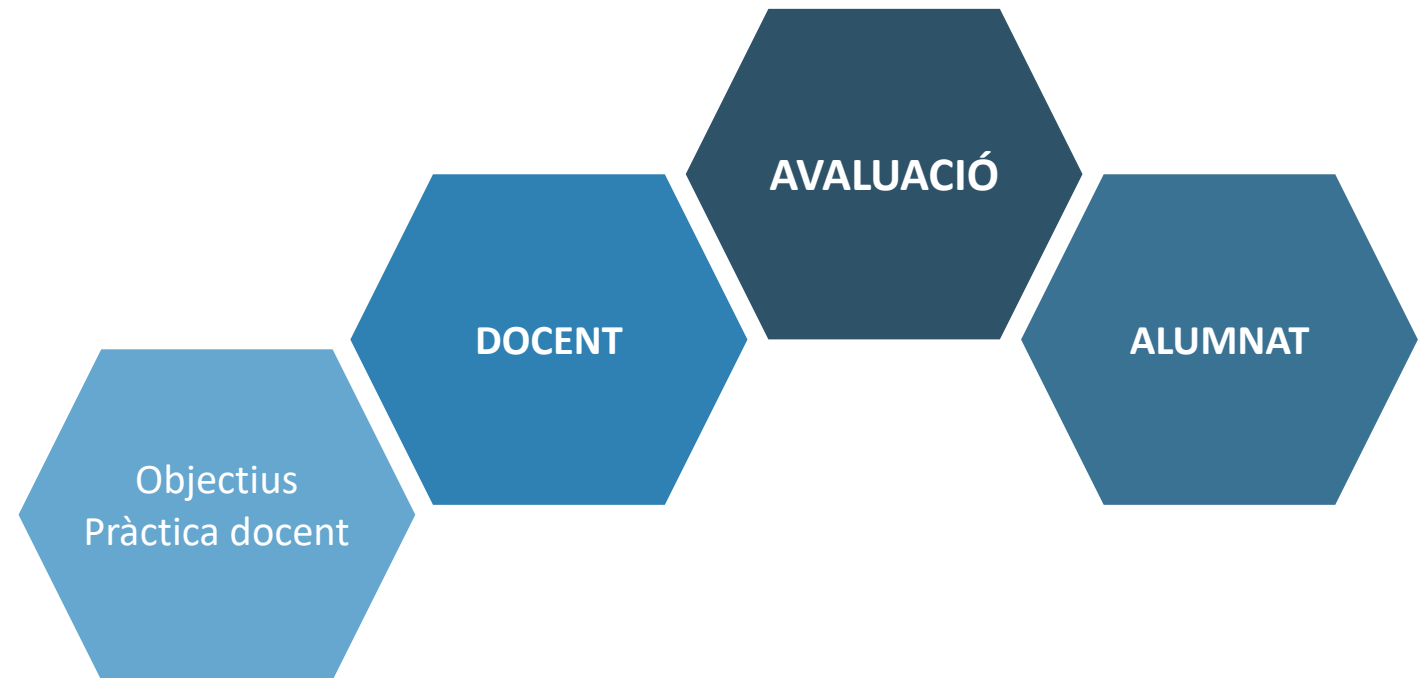 AVALUACIÓ
DOCENT
ALUMNAT
Objectius
Pràctica docent